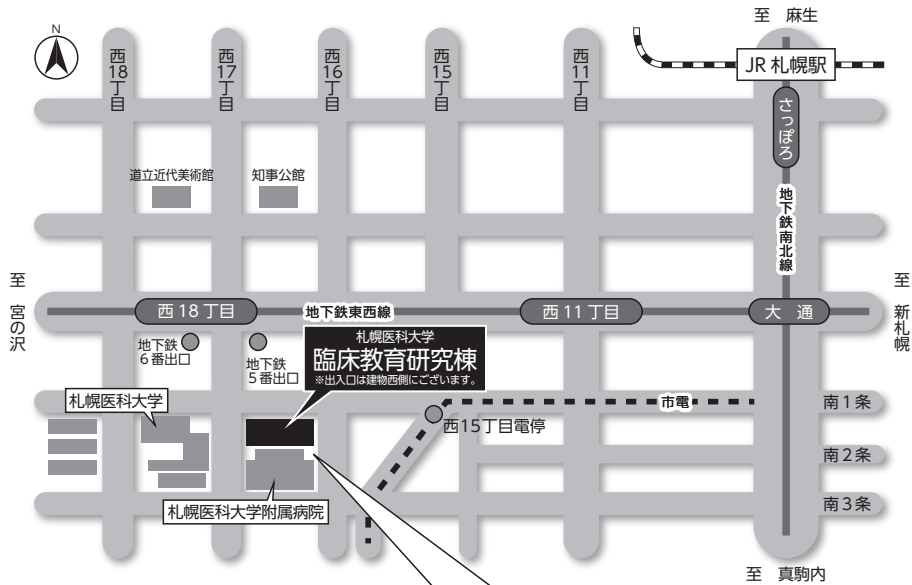 N
至 麻生
西18丁目
西17丁目
西16丁目
西15丁目
西11丁目
JR 札幌駅
さっぽろ
道立近代美術館
知事公館
地下鉄南北線
至 宮の沢
西 18 丁目
地下鉄東西線
西 11 丁目
大 通
至 新札幌
地下鉄
6番出口
地下鉄
5番出口
札幌医科大学
臨床教育研究棟
※出入口は建物西側にございます。
札幌医科大学
市電
南1条
西15丁目電停
南2条
札幌医科大学附属病院
南3条
至 真駒内